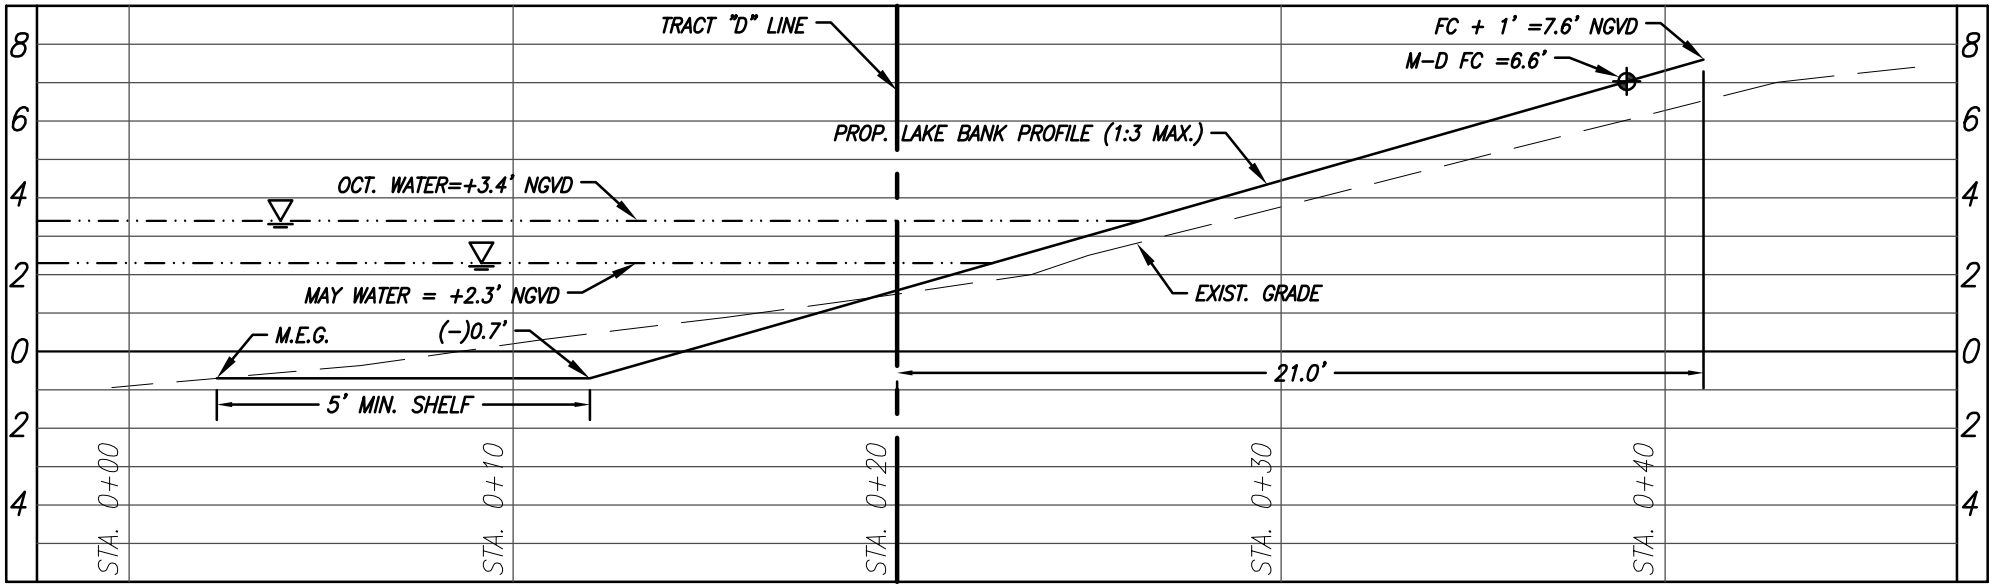 TRACT "D" LINE
FC + 1' =7.6' NGVD
M-D FC =6.6'
8
8
6
6
PROP. LAKE BANK PROFILE (1:3 MAX.)
OCT. WATER=+3.4' NGVD
4
4
2
2
MAY WATER = +2.3' NGVD
EXIST. GRADE
M.E.G.
(-)0.7'
0
0
21.0'
5' MIN. SHELF
2
2
4
4
STA. 0+00
STA. 0+10
STA. 0+20
STA. 0+30
STA. 0+40